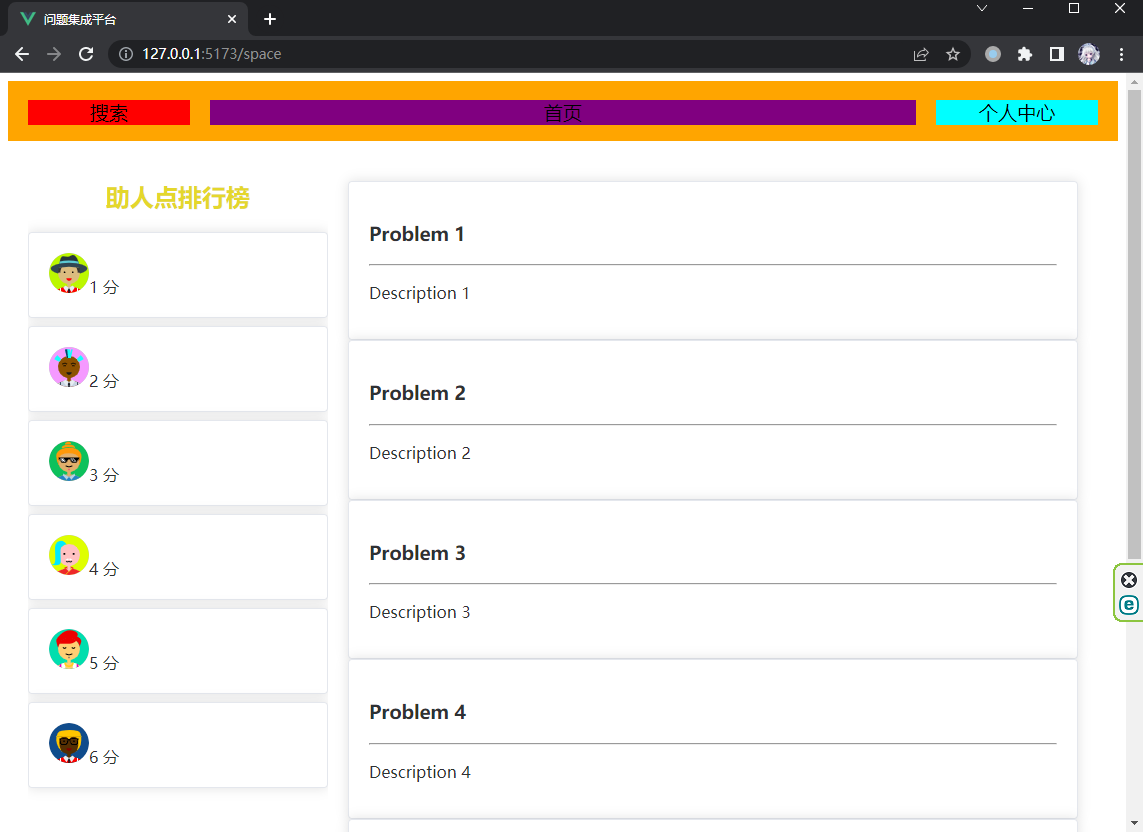 问题集成平台
127.0.0.1:5173/space
搜索
首页
个人中心
助人点排行榜
1 分
2 分
3 分
4 分
5 分
6 分
Problem 1
Description 1
Problem 2
Description 2
Problem 3
Description 3
Problem 4
Description 4
e